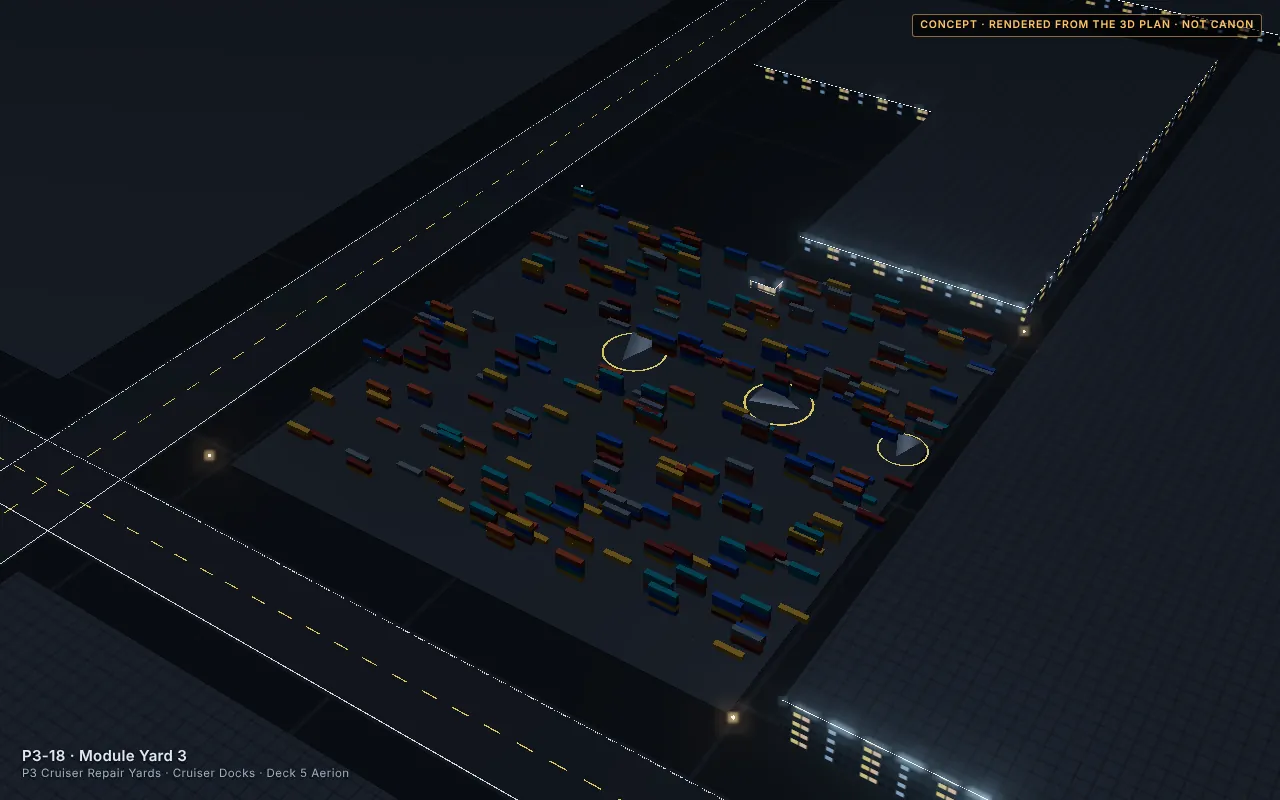 CONCEPT · RENDERED FROM THE 3D PLAN · NOT CANON
P3-18 · Module Yard 3
P3 Cruiser Repair Yards · Cruiser Docks · Deck 5 Aerion